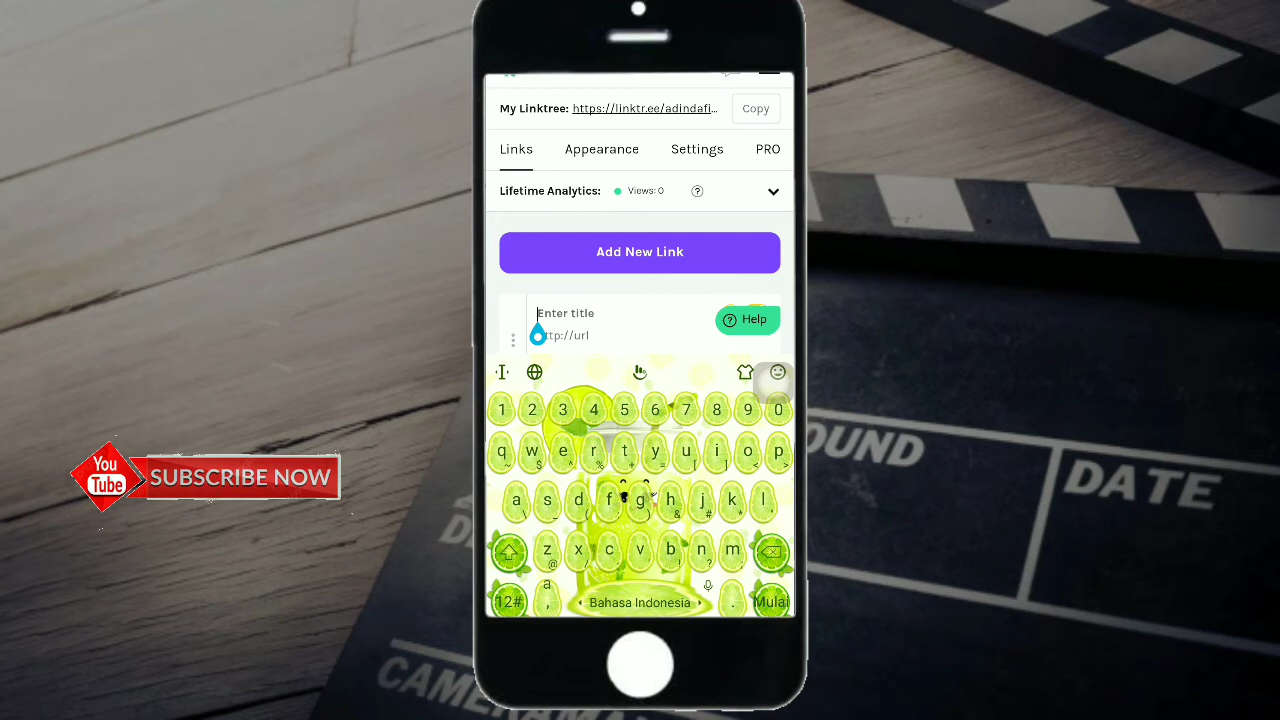 My Linktree: https://linktr.ee/adindafi…
Copy
Links
Appearance
Settings
PRO
Lifetime Analytics:
Views: 0
?
Add New Link
Enter title
ttp://url
? Help
1 2 3 4 5 6 7 8 9 0
q w e r t y u i o p
~ $ ^ % + = [ ] < >
a s d f g h j k l
\ _ ( ) & # * '
z x c v b n m
@ / ! ?
12# a , Bahasa Indonesia . Mulai
You
Tube
SUBSCRIBE NOW
OUND
DATE
CAMERAMA